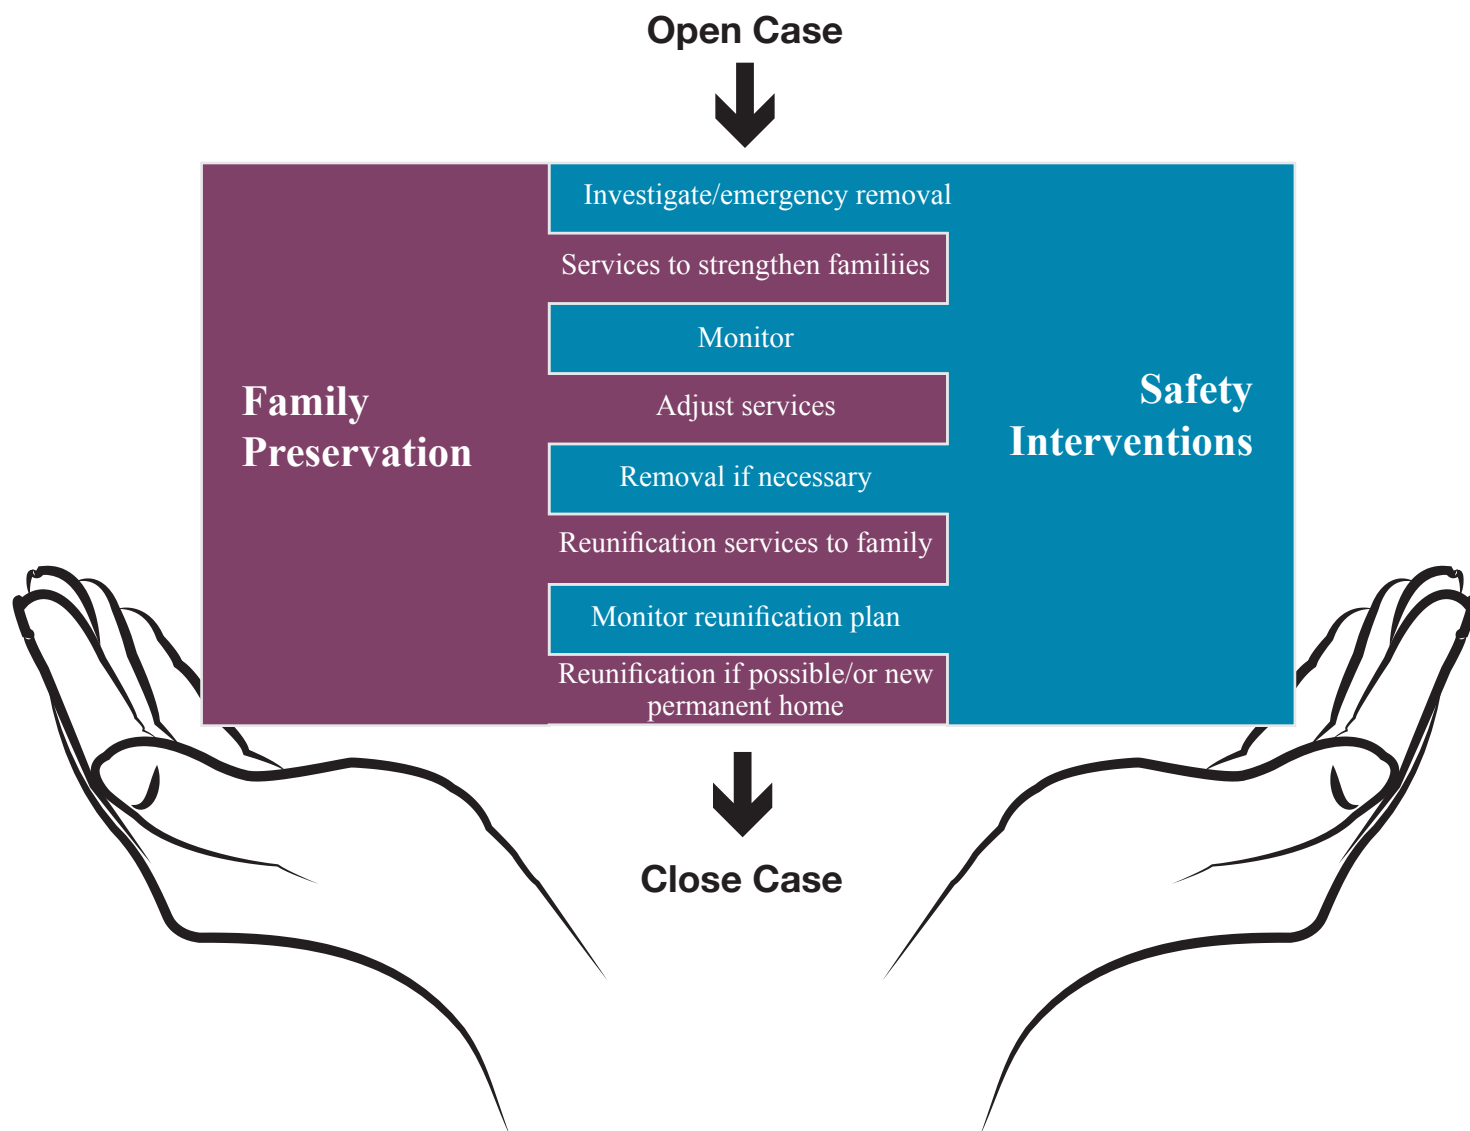 Open Case
Investigate/emergency removal
Services to strengthen familiies
Monitor
Adjust services
Removal if necessary
Reunification services to family
Monitor reunification plan
Reunification if possible/or new
permanent home
Family
Preservation
Safety
Interventions
Close Case